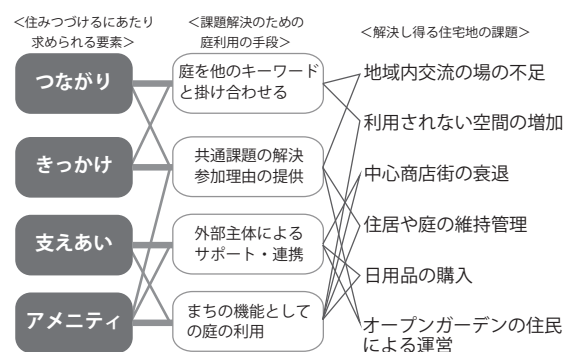 ＜住みつづけるにあたり
求められる要素＞
つながり
きっかけ
支えあい
アメニティ
＜課題解決のための
庭利用の手段＞
庭を他のキーワード
と掛け合わせる
共通課題の解決
参加理由の提供
外部主体による
サポート・連携
まちの機能として
の庭の利用
＜解決し得る住宅地の課題＞
地域内交流の場の不足
利用されない空間の増加
中心商店街の衰退
住居や庭の維持管理
日用品の購入
オープンガーデンの住民
による運営